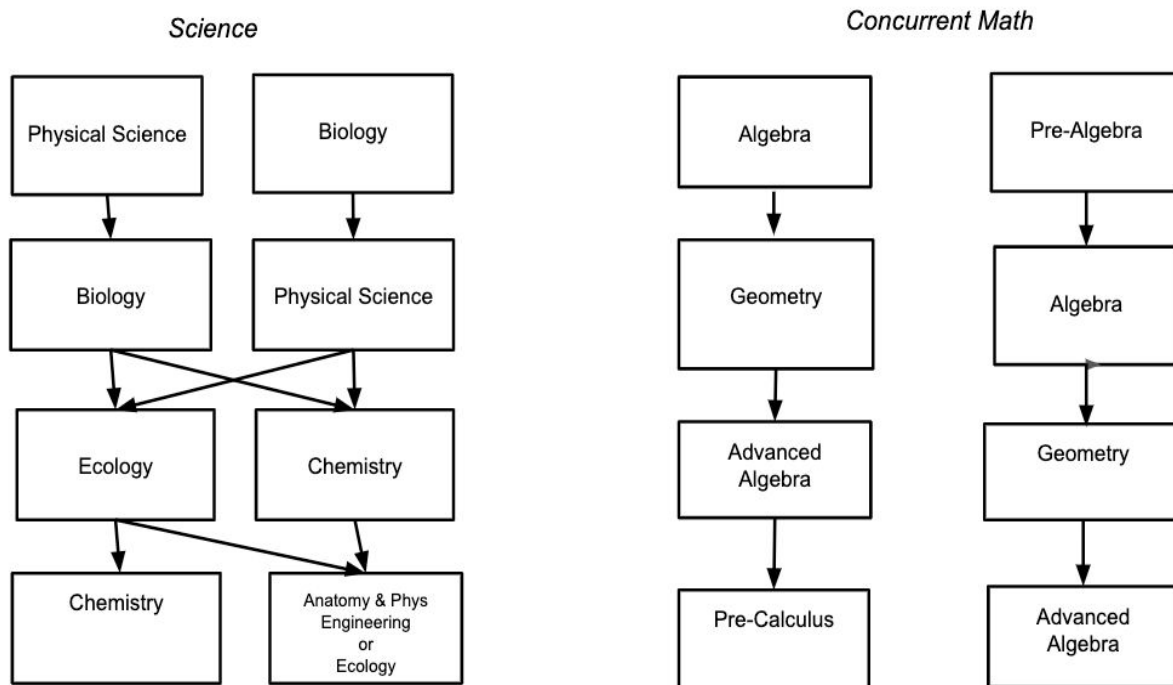 Science
Concurrent Math
Physical Science
Biology
Algebra
Pre-Algebra
Biology
Physical Science
Geometry
Algebra
Ecology
Chemistry
Advanced
Algebra
Geometry
Chemistry
Anatomy & Phys
Engineering
or
Ecology
Pre-Calculus
Advanced
Algebra